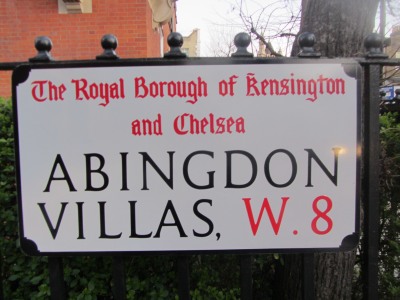 The Royal Borough of Kensington
and Chelsea
ABINGDON
VILLAS, W.8